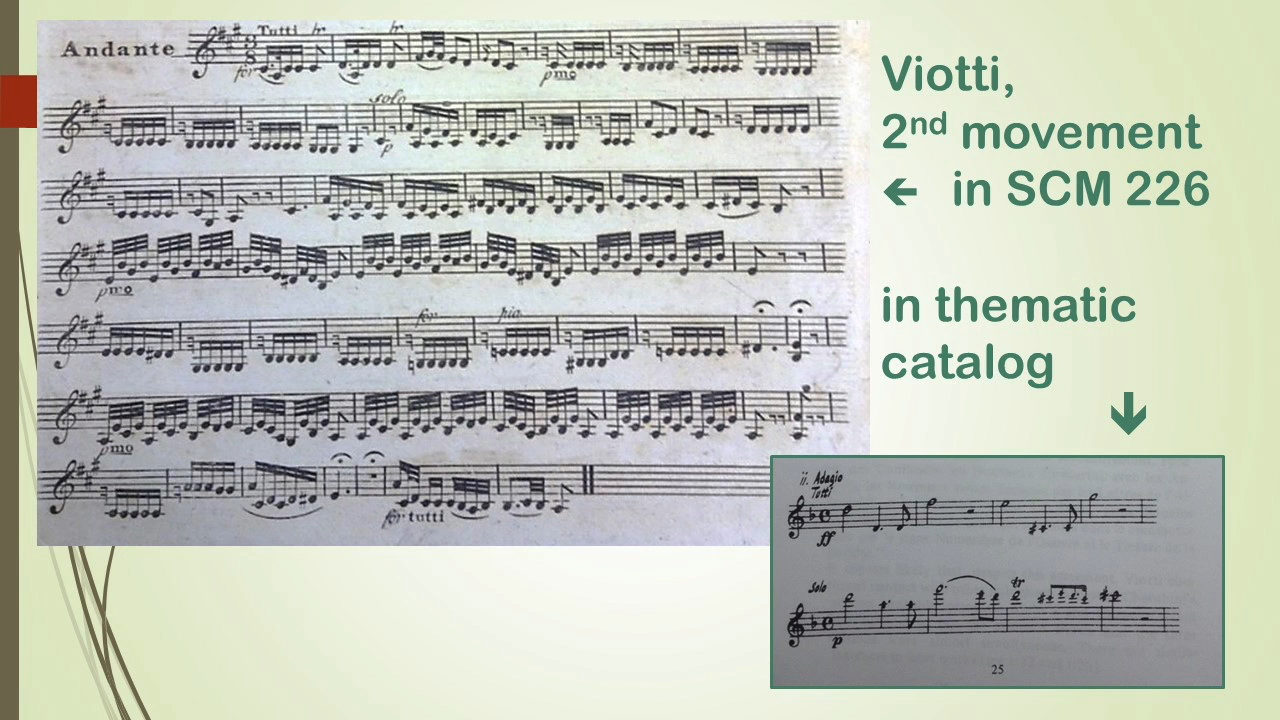 Andante
Tutti tr tr
for
pmo
solo
p
pmo
for pia
pmo
for tutti
Viotti,
2nd movement
← in SCM 226
in thematic
catalog
↓
ii. Adagio
Tutti
ff
Solo
tr
p
25